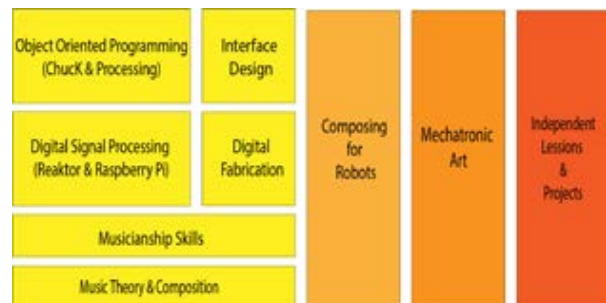 Object Oriented Programming
(ChucK & Processing)
Interface
Design
Digital Signal Processing
(Reaktor & Raspberry Pi)
Digital
Fabrication
Musicianship Skills
Music Theory & Composition
Composing
for
Robots
Mechatronic
Art
Independent
Lessions
&
Projects